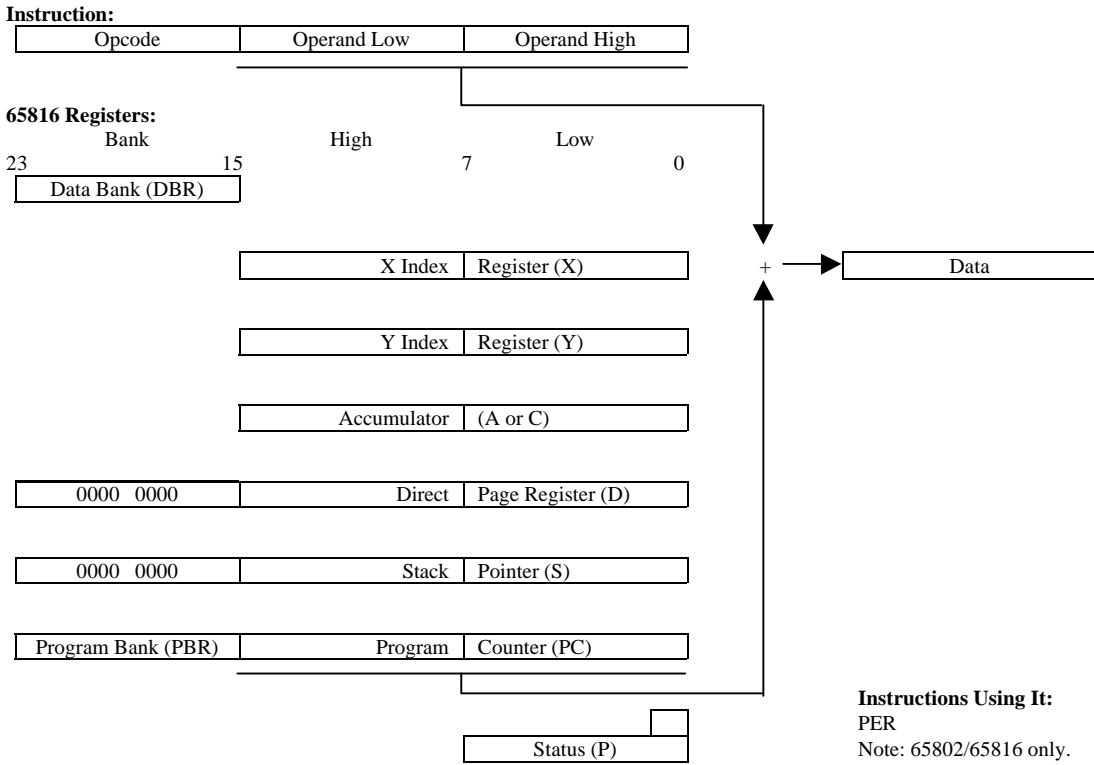 Instruction:
Opcode Operand Low Operand High
65816 Registers:
Bank High Low
23 15 7 0
Data Bank (DBR)
X Index Register (X) + Data
Y Index Register (Y)
Accumulator (A or C)
0000 0000 Direct Page Register (D)
0000 0000 Stack Pointer (S)
Program Bank (PBR) Program Counter (PC)
Instructions Using It:
PER
Status (P) Note: 65802/65816 only.